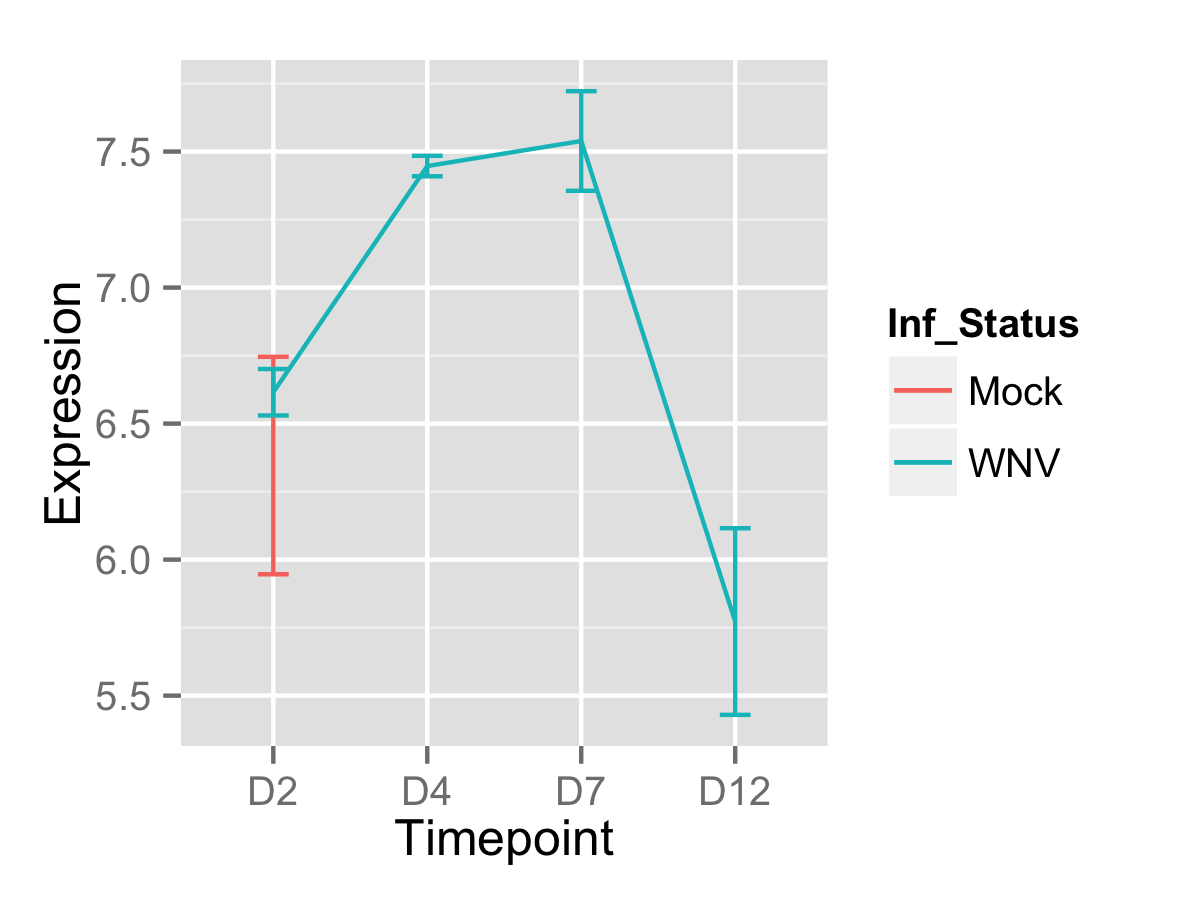 7.5
7.0
6.5
6.0
5.5
Expression
D2 D4 D7 D12
Timepoint
Inf_Status
Mock
WNV